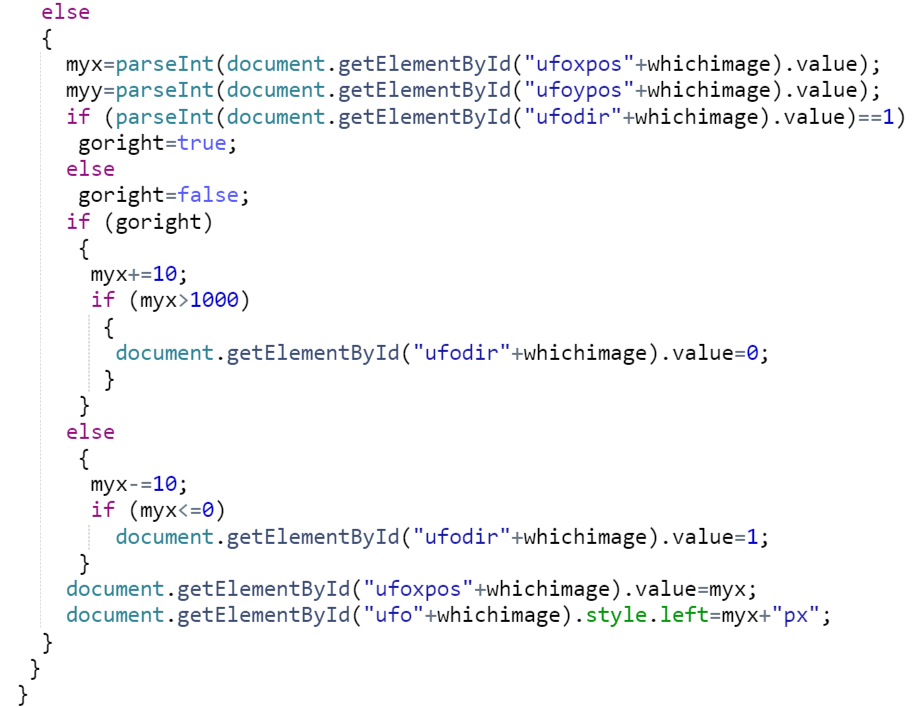 else
{
myx=parseInt(document.getElementById("ufoxpos"+whichimage).value);
myy=parseInt(document.getElementById("ufoypos"+whichimage).value);
if (parseInt(document.getElementById("ufodir"+whichimage).value)==1)
goright=true;
else
goright=false;
if (goright)
{
myx+=10;
if (myx>1000)
{
document.getElementById("ufodir"+whichimage).value=0;
}
}
else
{
myx-=10;
if (myx<=0)
document.getElementById("ufodir"+whichimage).value=1;
}
document.getElementById("ufoxpos"+whichimage).value=myx;
document.getElementById("ufo"+whichimage).style.left=myx+"px";
}
}
}